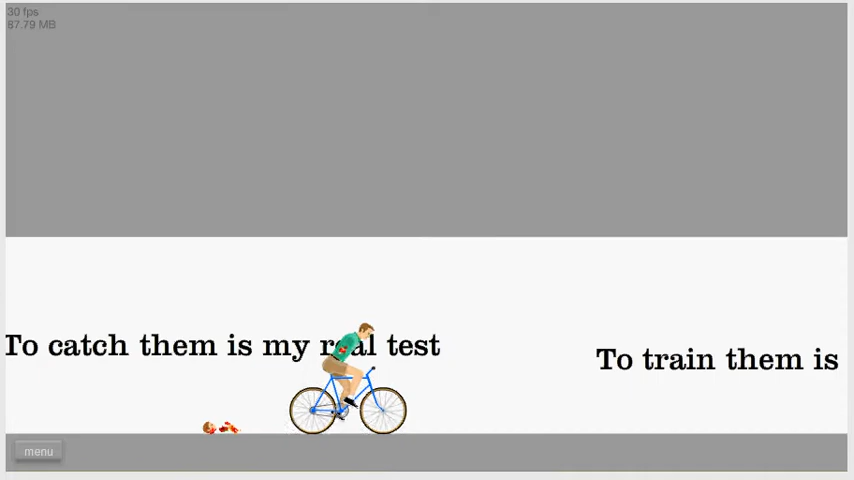 30 fps
87.79 MB
To catch them is my real test
To train them is
menu